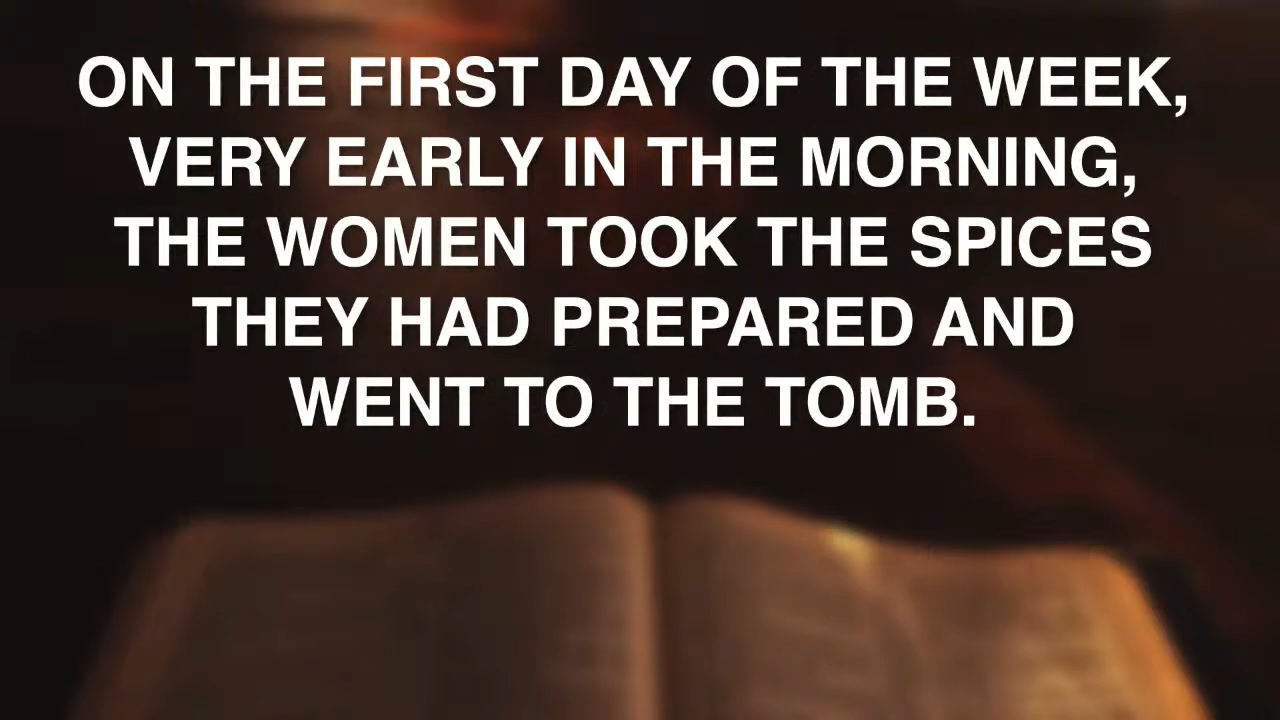 ON THE FIRST DAY OF THE WEEK,
VERY EARLY IN THE MORNING,
THE WOMEN TOOK THE SPICES
THEY HAD PREPARED AND
WENT TO THE TOMB.